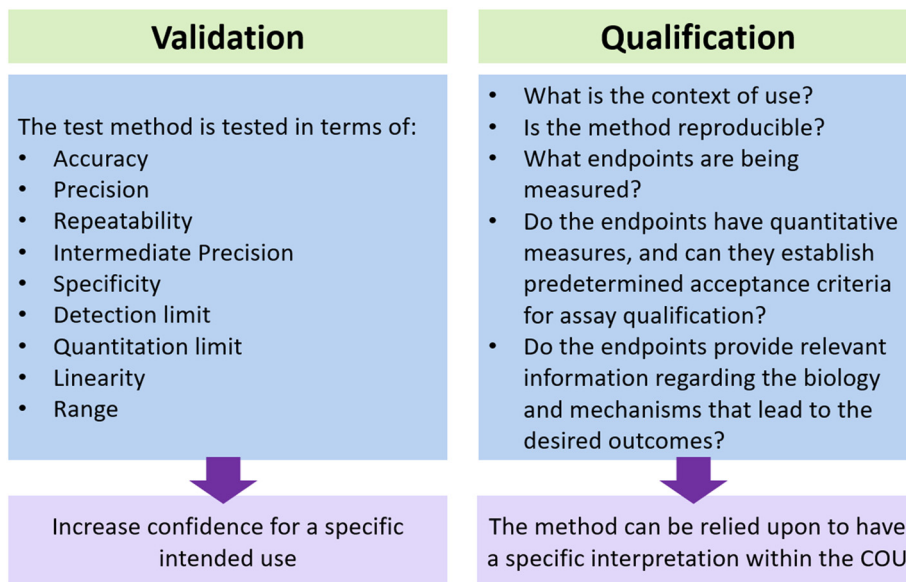 Validation
The test method is tested in terms of:
• Accuracy
• Precision
• Repeatability
• Intermediate Precision
• Specificity
• Detection limit
• Quantitation limit
• Linearity
• Range
Increase confidence for a specific
intended use
Qualification
• What is the context of use?
• Is the method reproducible?
• What endpoints are being
measured?
• Do the endpoints have quantitative
measures, and can they establish
predetermined acceptance criteria
for assay qualification?
• Do the endpoints provide relevant
information regarding the biology
and mechanisms that lead to the
desired outcomes?
The method can be relied upon to have
a specific interpretation within the COU